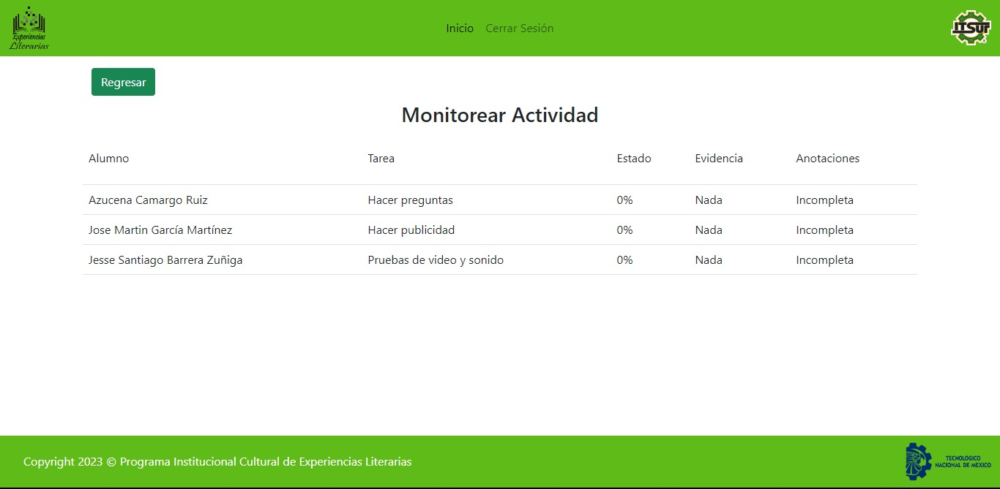 Experiencias
Literarias
Inicio Cerrar Sesión
ITSUR
Regresar
Monitorear Actividad
Alumno Tarea Estado Evidencia Anotaciones
Azucena Camargo Ruiz Hacer preguntas 0% Nada Incompleta
Jose Martin García Martínez Hacer publicidad 0% Nada Incompleta
Jesse Santiago Barrera Zuñiga Pruebas de video y sonido 0% Nada Incompleta
Copyright 2023 © Programa Institucional Cultural de Experiencias Literarias
TECNOLÓGICO
NACIONAL DE MÉXICO